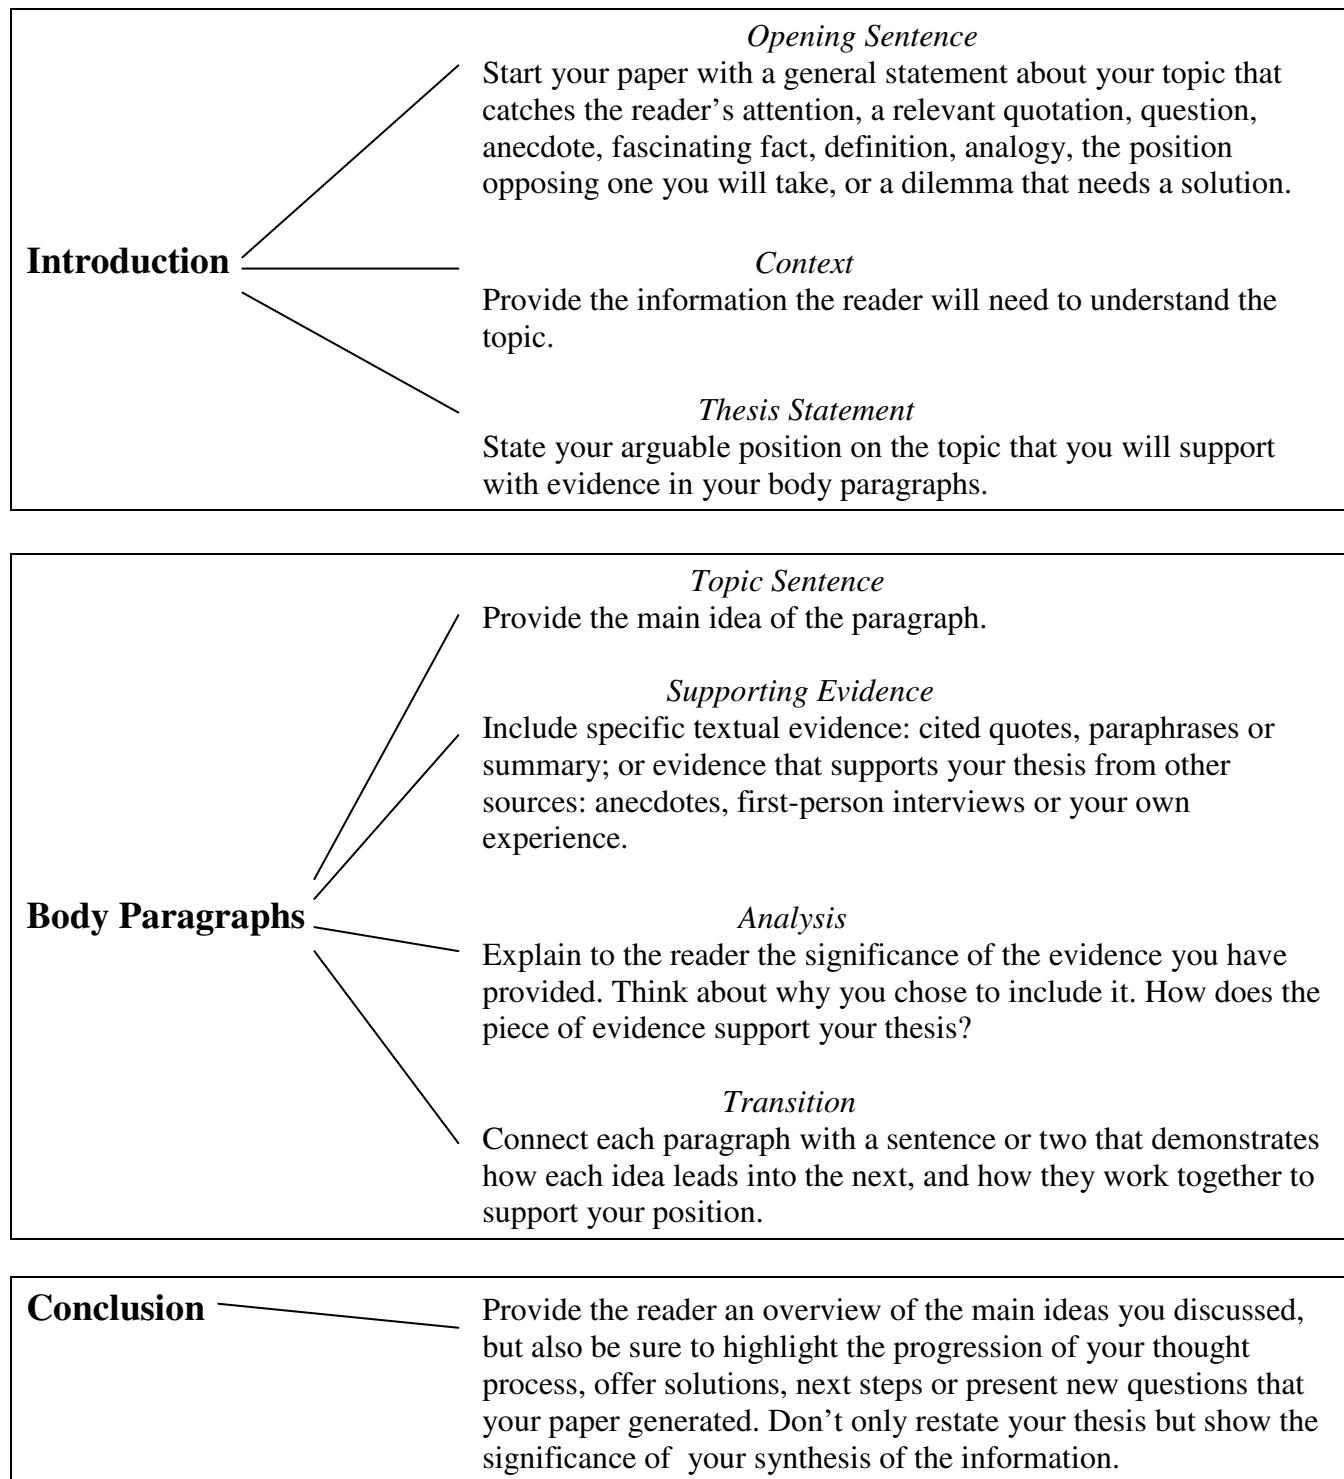 Opening Sentence
Start your paper with a general statement about your topic that
catches the reader’s attention, a relevant quotation, question,
anecdote, fascinating fact, definition, analogy, the position
opposing one you will take, or a dilemma that needs a solution.
Introduction
Context
Provide the information the reader will need to understand the
topic.
Thesis Statement
State your arguable position on the topic that you will support
with evidence in your body paragraphs.
Topic Sentence
Provide the main idea of the paragraph.
Supporting Evidence
Include specific textual evidence: cited quotes, paraphrases or
summary; or evidence that supports your thesis from other
sources: anecdotes, first-person interviews or your own
experience.
Body Paragraphs
Analysis
Explain to the reader the significance of the evidence you have
provided. Think about why you chose to include it. How does the
piece of evidence support your thesis?
Transition
Connect each paragraph with a sentence or two that demonstrates
how each idea leads into the next, and how they work together to
support your position.
Conclusion
Provide the reader an overview of the main ideas you discussed,
but also be sure to highlight the progression of your thought
process, offer solutions, next steps or present new questions that
your paper generated. Don’t only restate your thesis but show the
significance of  your synthesis of the information.